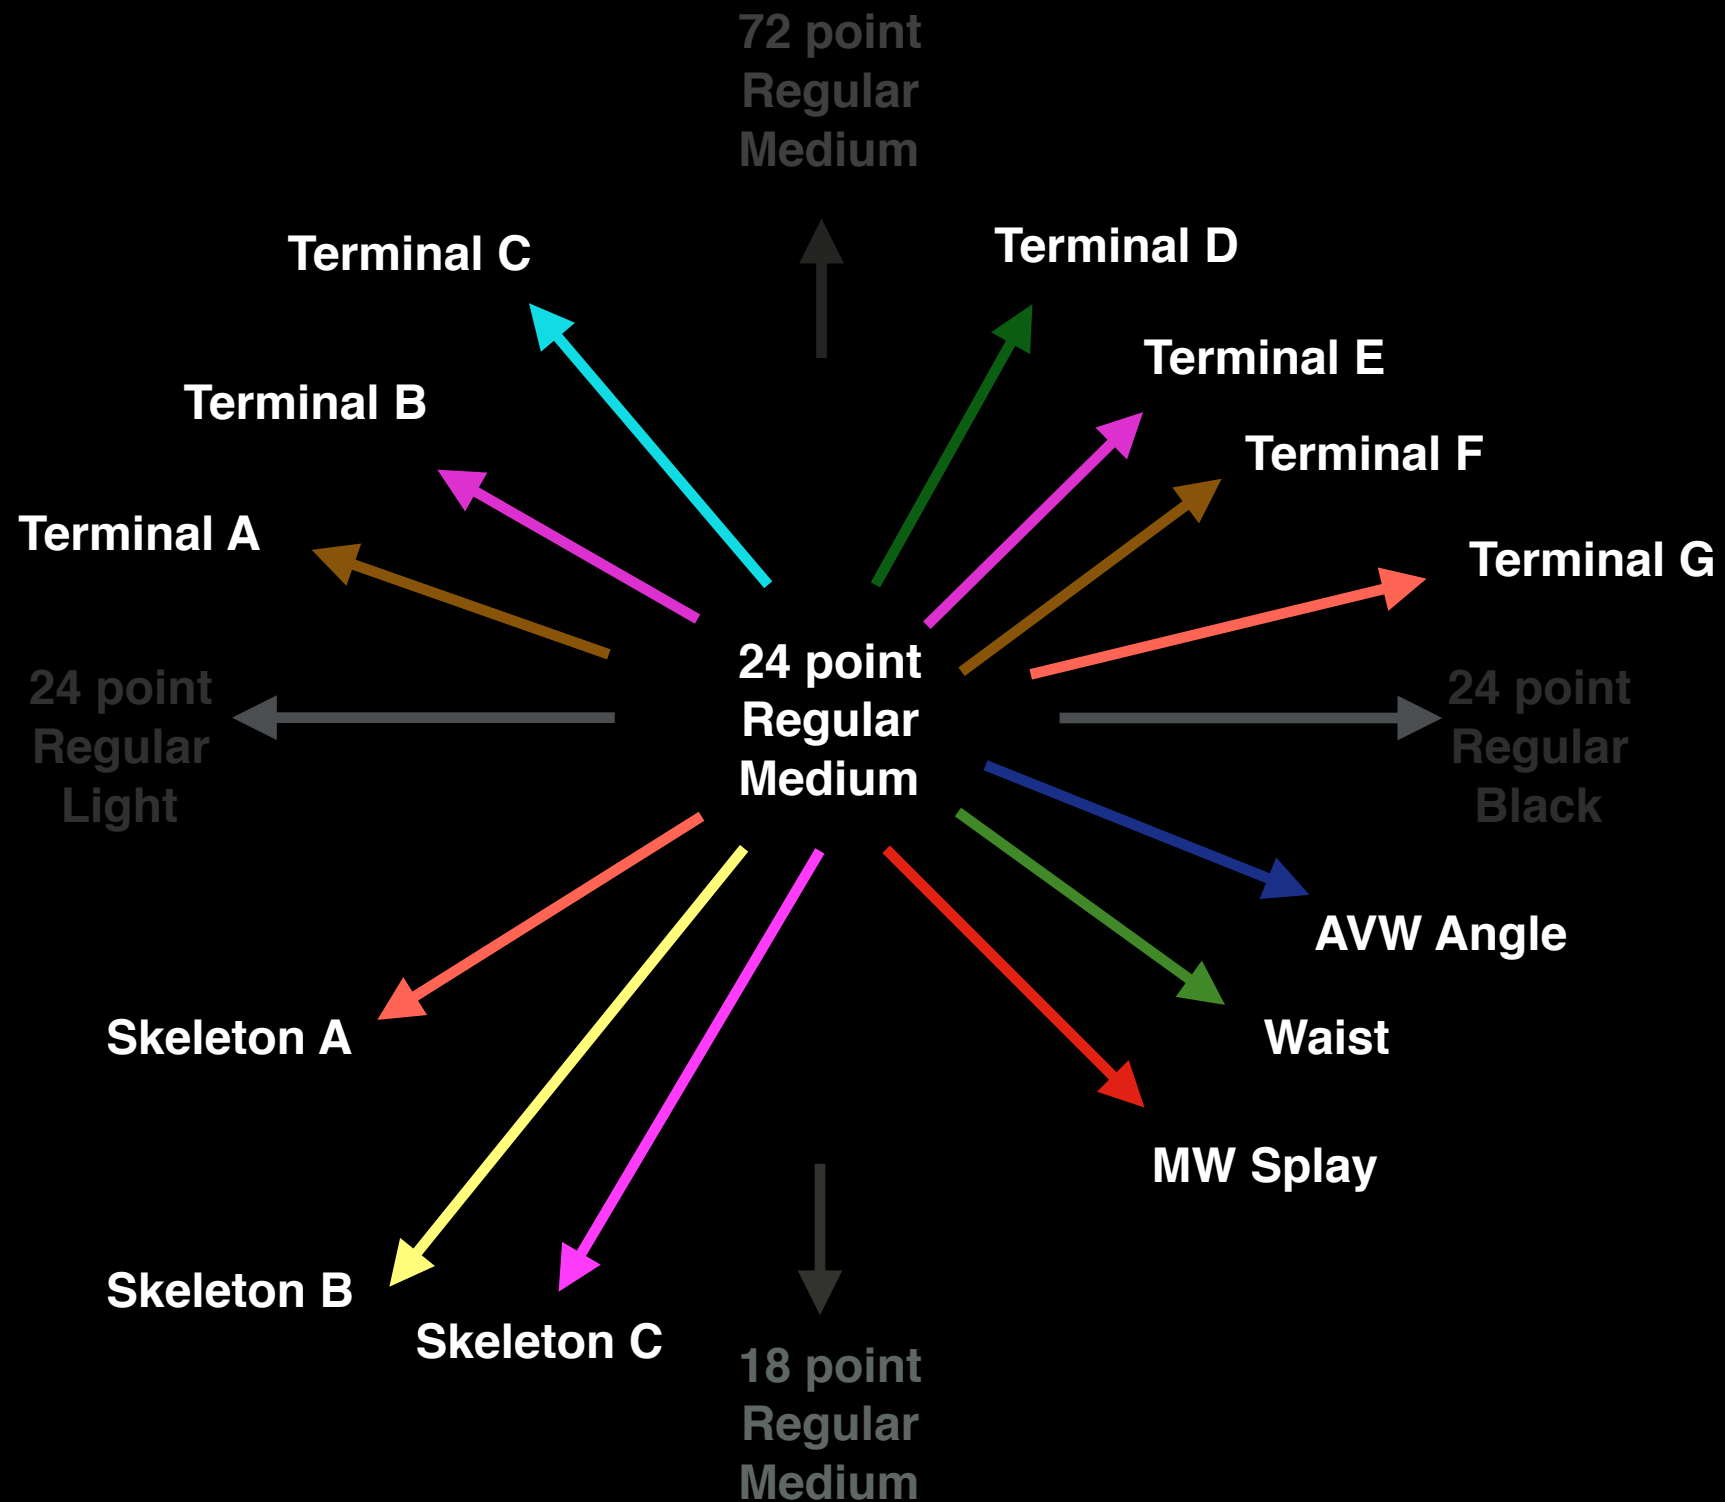 72 point
Regular
Medium
Terminal C
Terminal D
Terminal E
Terminal B
Terminal F
Terminal A
Terminal G
24 point
Regular
Medium
24 point
Regular
Light
24 point
Regular
Black
AVW Angle
Skeleton A
Waist
MW Splay
Skeleton B
Skeleton C
18 point
Regular
Medium